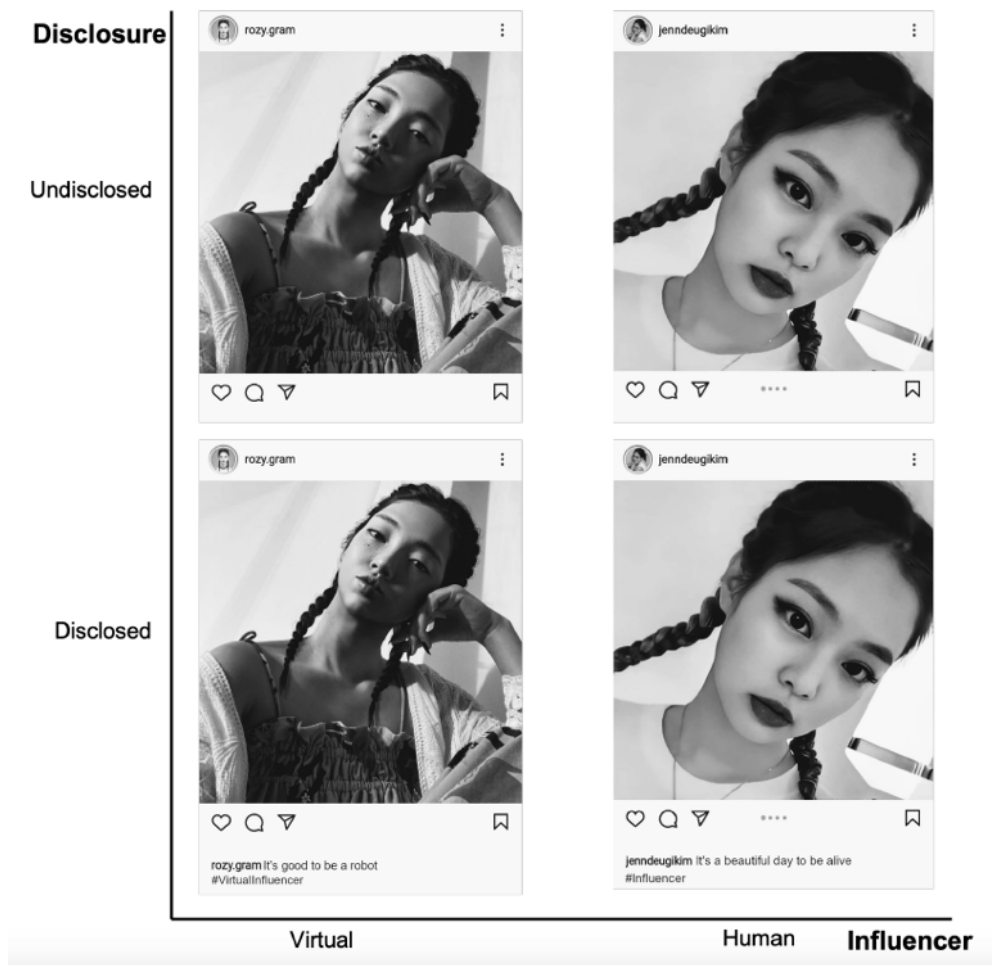 Disclosure
rozy.gram
jenndeugikim
Undisclosed
rozy.gram
jenndeugikim
Disclosed
rozy.gram It's good to be a robot
#VirtualInfluencer
jenndeugikim It's a beautiful day to be alive
#Influencer
Virtual
Human
Influencer